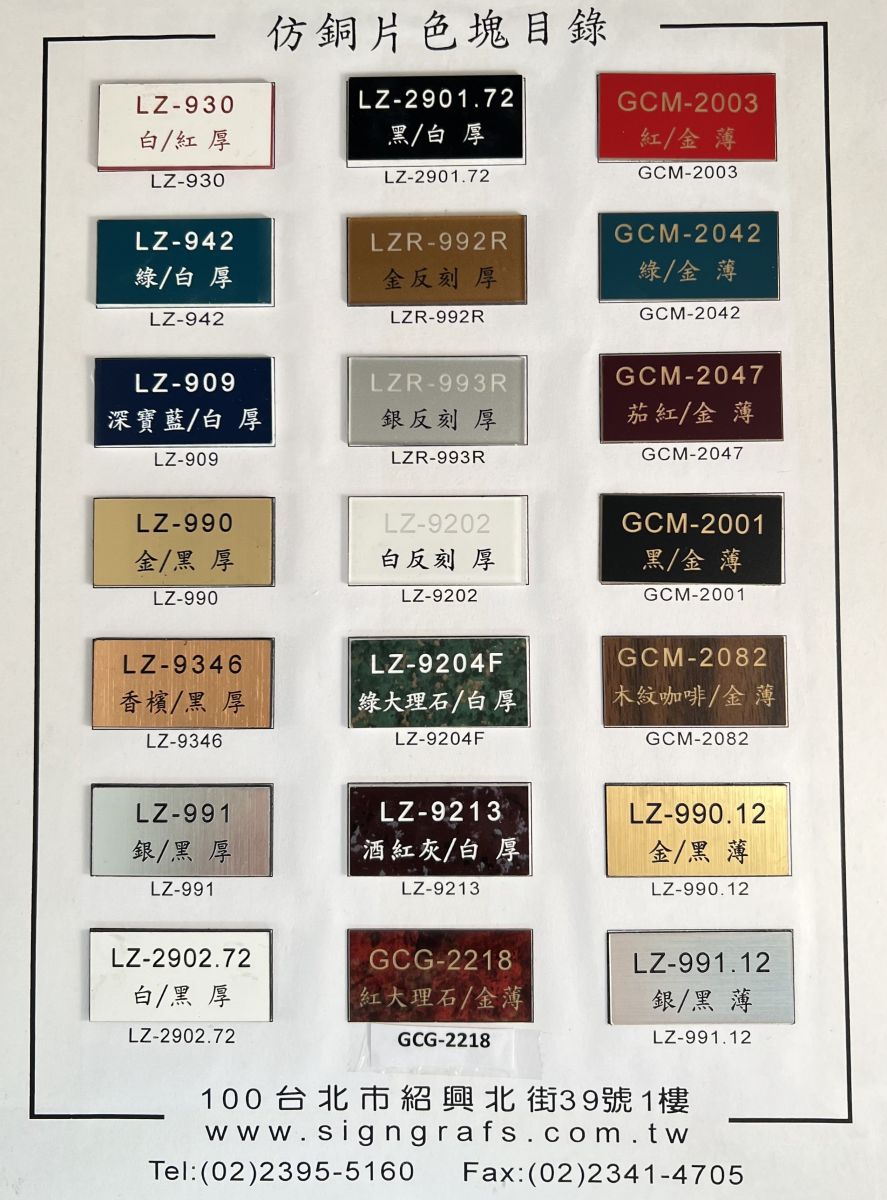 仿銅片色塊目錄
LZ-930
白/紅 厚
LZ-930
LZ-2901.72
黑/白 厚
LZ-2901.72
GCM-2003
紅/金 薄
GCM-2003
LZ-942
綠/白 厚
LZ-942
LZR-992R
金反刻 厚
LZR-992R
GCM-2042
綠/金 薄
GCM-2042
LZ-909
深寶藍/白 厚
LZ-909
LZR-993R
銀反刻 厚
LZR-993R
GCM-2047
茄紅/金 薄
GCM-2047
LZ-990
金/黑 厚
LZ-990
LZ-9202
白反刻 厚
LZ-9202
GCM-2001
黑/金 薄
GCM-2001
LZ-9346
香檳/黑 厚
LZ-9346
LZ-9204F
綠大理石/白 厚
LZ-9204F
GCM-2082
木紋咖啡/金 薄
GCM-2082
LZ-991
銀/黑 厚
LZ-991
LZ-9213
酒紅灰/白 厚
LZ-9213
LZ-990.12
金/黑 薄
LZ-990.12
LZ-2902.72
白/黑 厚
LZ-2902.72
GCG-2218
紅大理石/金薄
GCG-2218
LZ-991.12
銀/黑 薄
LZ-991.12
100 台北市紹興北街39號1樓
www.signgrafs.com.tw
Tel:(02)2395-5160 Fax:(02)2341-4705